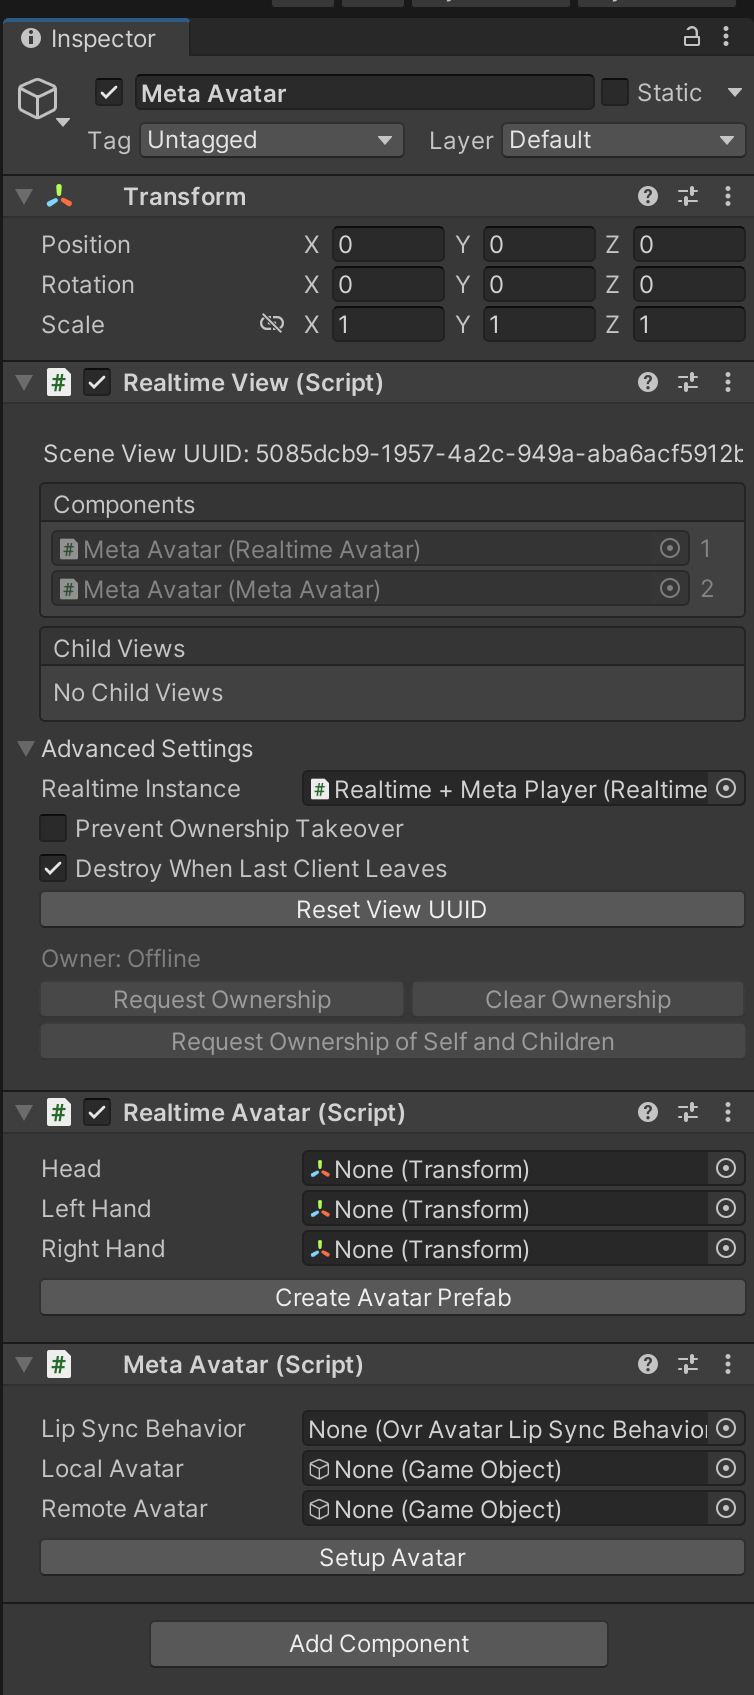 Inspector
Meta Avatar Static
Tag Untagged Layer Default
Transform
Position X 0 Y 0 Z 0
Rotation X 0 Y 0 Z 0
Scale X 1 Y 1 Z 1
# Realtime View (Script)
Scene View UUID: 5085dcb9-1957-4a2c-949a-aba6acf5912b
Components
# Meta Avatar (Realtime Avatar) 1
# Meta Avatar (Meta Avatar) 2
Child Views
No Child Views
Advanced Settings
Realtime Instance # Realtime + Meta Player (Realtime
Prevent Ownership Takeover
Destroy When Last Client Leaves
Reset View UUID
Owner: Offline
Request Ownership Clear Ownership
Request Ownership of Self and Children
# Realtime Avatar (Script)
Head None (Transform)
Left Hand None (Transform)
Right Hand None (Transform)
Create Avatar Prefab
# Meta Avatar (Script)
Lip Sync Behavior None (Ovr Avatar Lip Sync Behavior
Local Avatar None (Game Object)
Remote Avatar None (Game Object)
Setup Avatar
Add Component